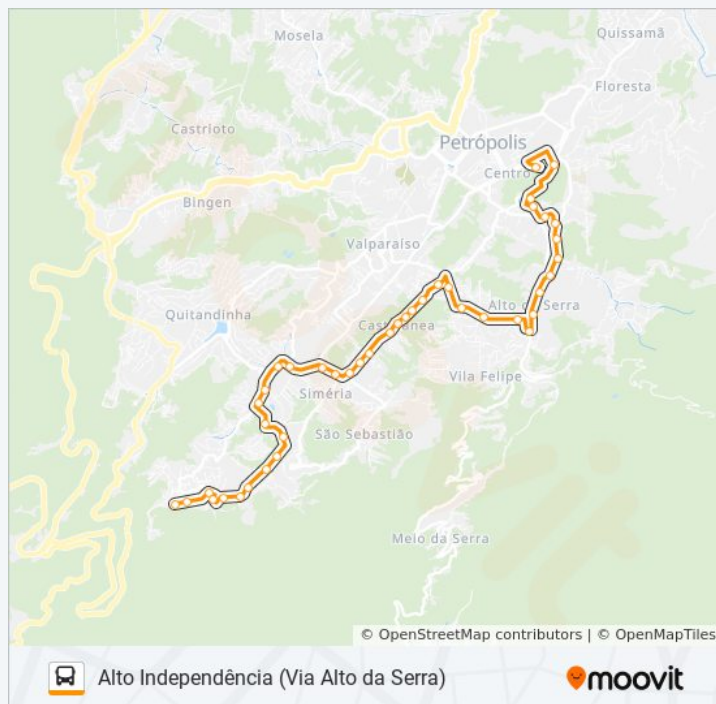 Mosela
Quissamã
Floresta
Castrioto
Petrópolis
Centro
Bingen
Valparaíso
Quitandinha
Alto da Serra
Castelânea
Vila Felipe
Siméria
São Sebastião
Meio da Serra
© OpenStreetMap contributors | © OpenMapTiles
Alto Independência (Via Alto da Serra)
moovit